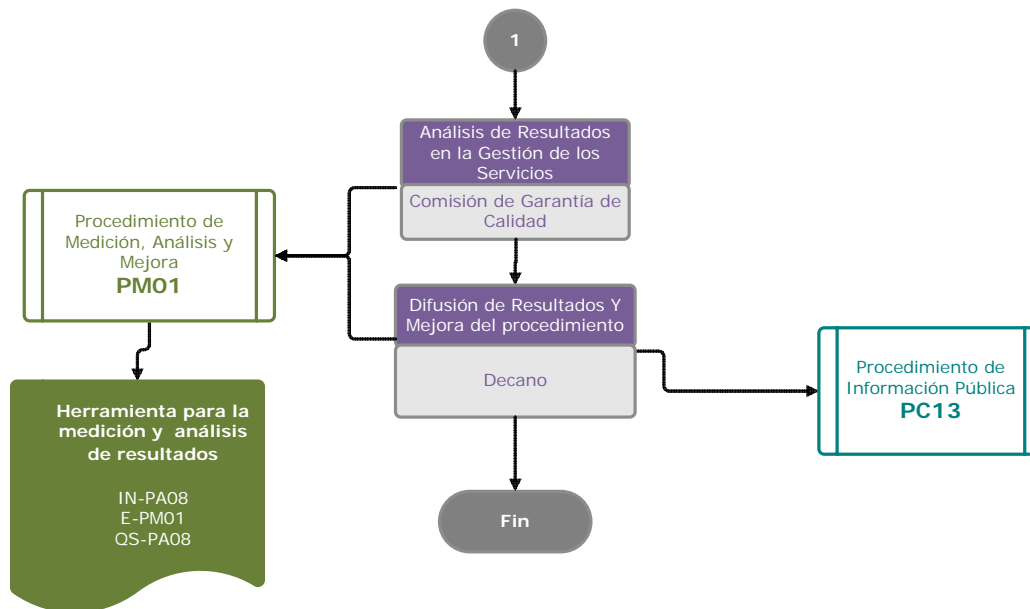 1
Análisis de Resultados
en la Gestión de los
Servicios
Comisión de Garantía de
Calidad
Procedimiento de
Medición, Análisis y
Mejora
PM01
Difusión de Resultados Y
Mejora del procedimiento
Decano
Procedimiento de
Información Pública
PC13
Herramienta para la
medición y análisis
de resultados
IN-PA08
E-PM01
QS-PA08
Fin